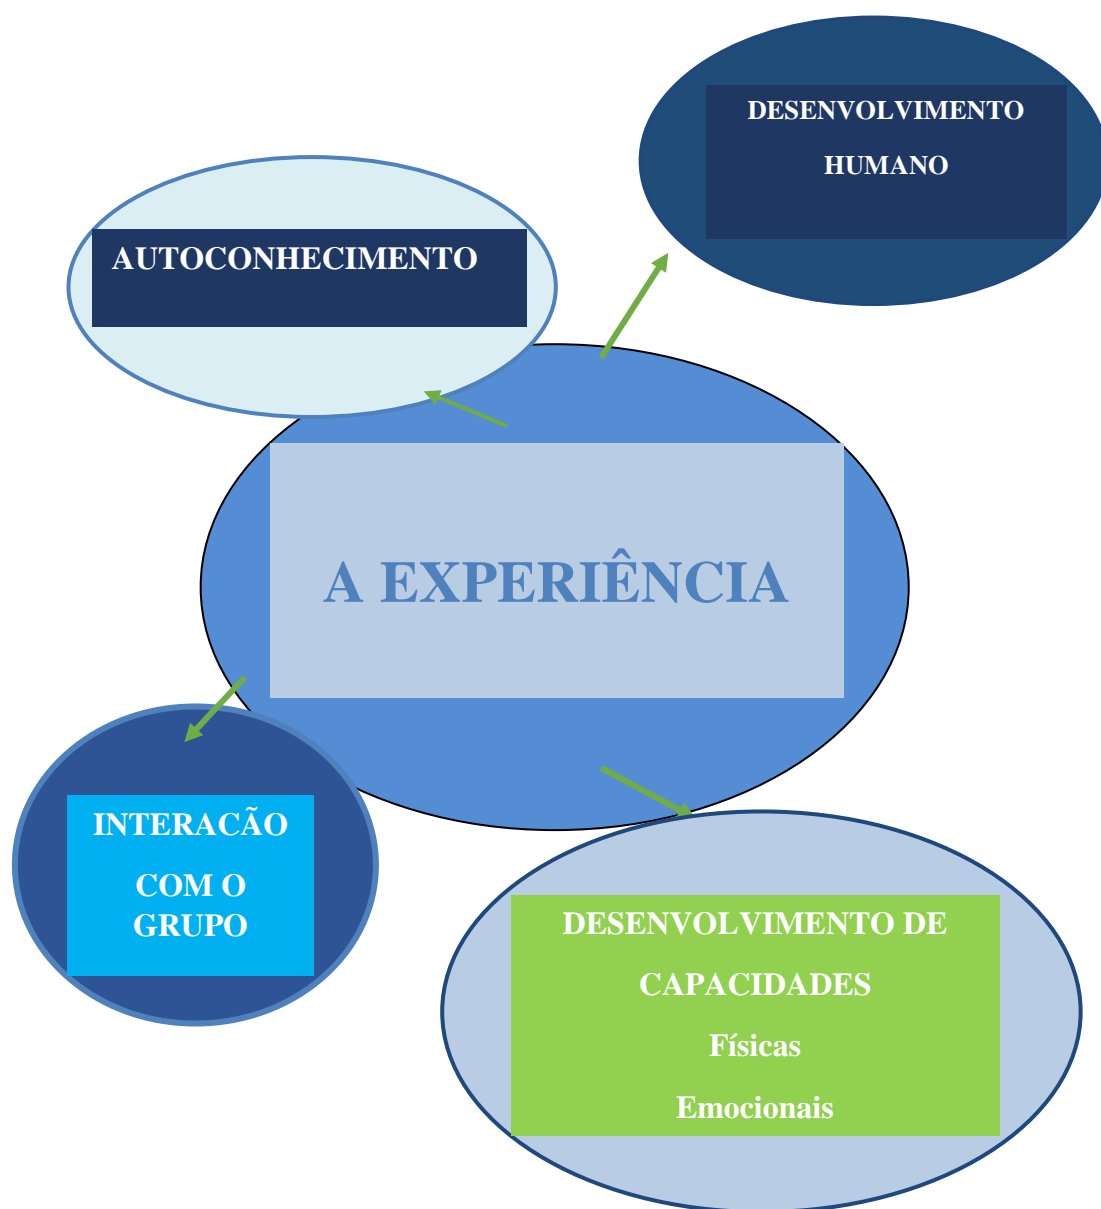 DESENVOLVIMENTO
HUMANO
AUTOCONHECIMENTO
A EXPERIÊNCIA
INTERACÃO
COM O
GRUPO
DESENVOLVIMENTO DE
CAPACIDADES
Físicas
Emocionais